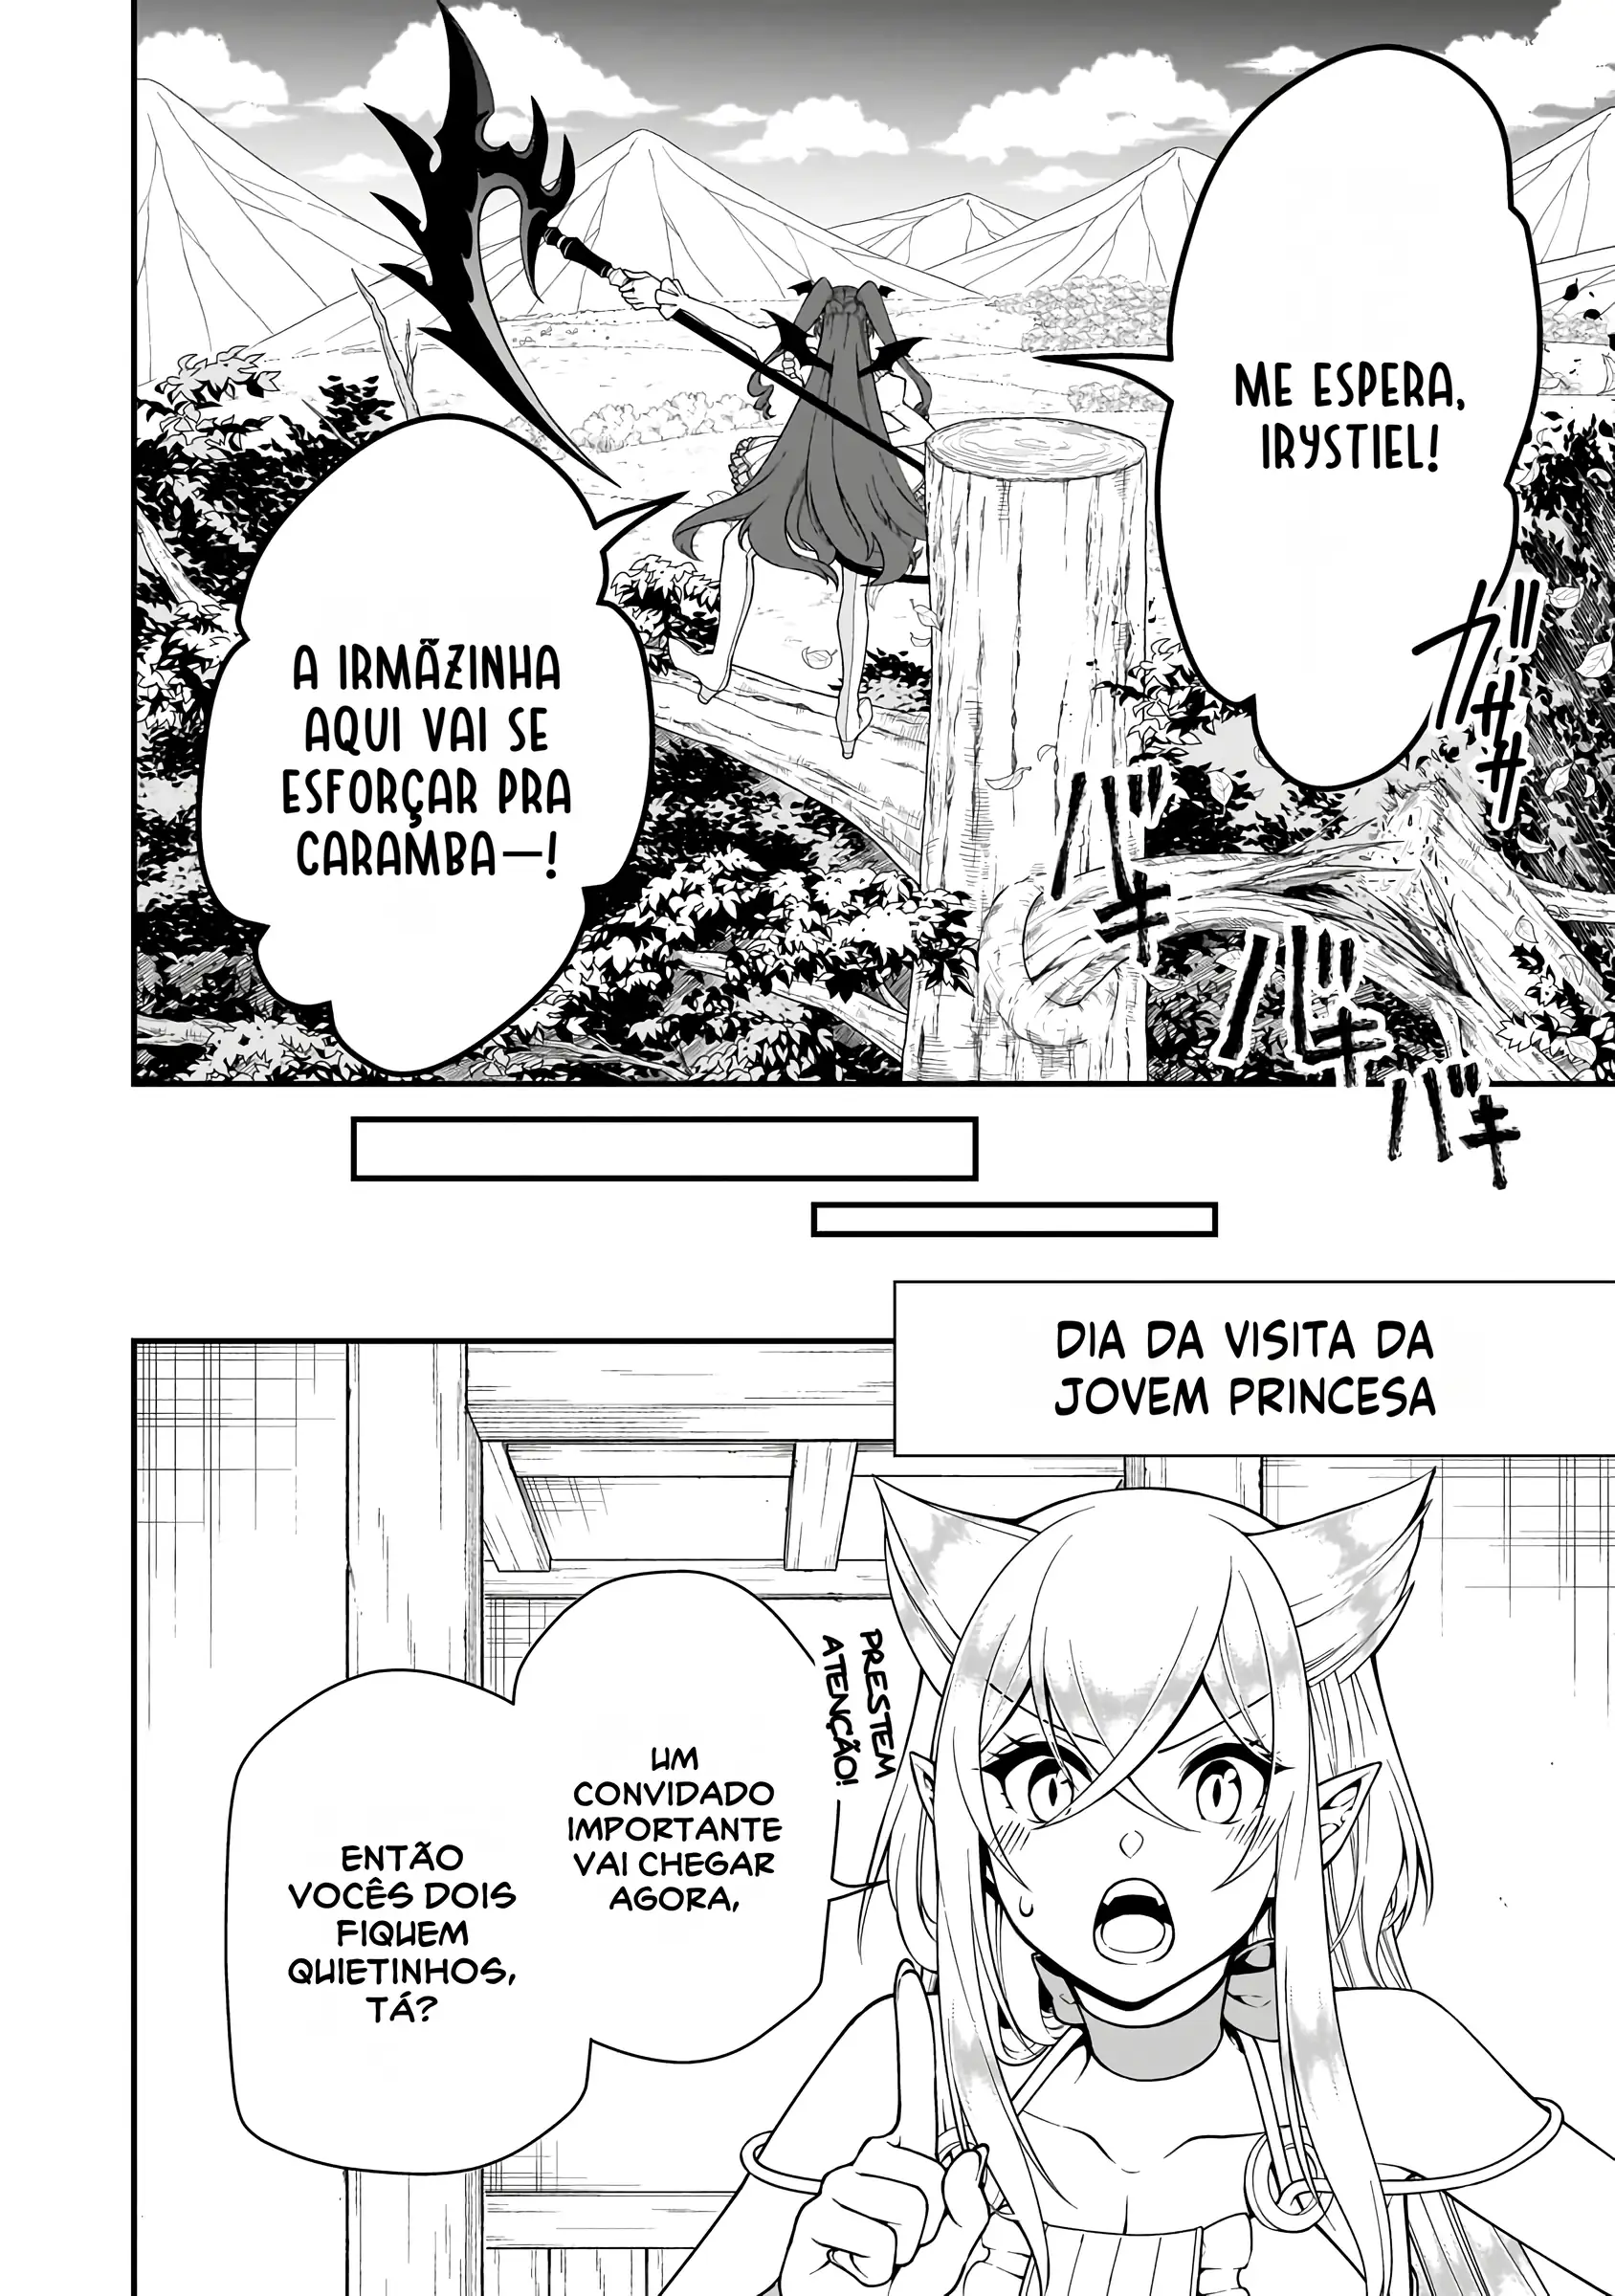 ME ESPERA,
IRYSTIEL!
ガサササ
A IRMÃZINHA
AQUI VAI SE
ESFORÇAR PRA
CARAMBA—!
バキ
バキ
バキ
DIA DA VISITA DA
JOVEM PRINCESA
PRESTEM
ATENÇÃO!
UM
CONVIDADO
IMPORTANTE
VAI CHEGAR
AGORA,
ENTÃO
VOCÊS DOIS
FIQUEM
QUIETINHOS,
TÁ?